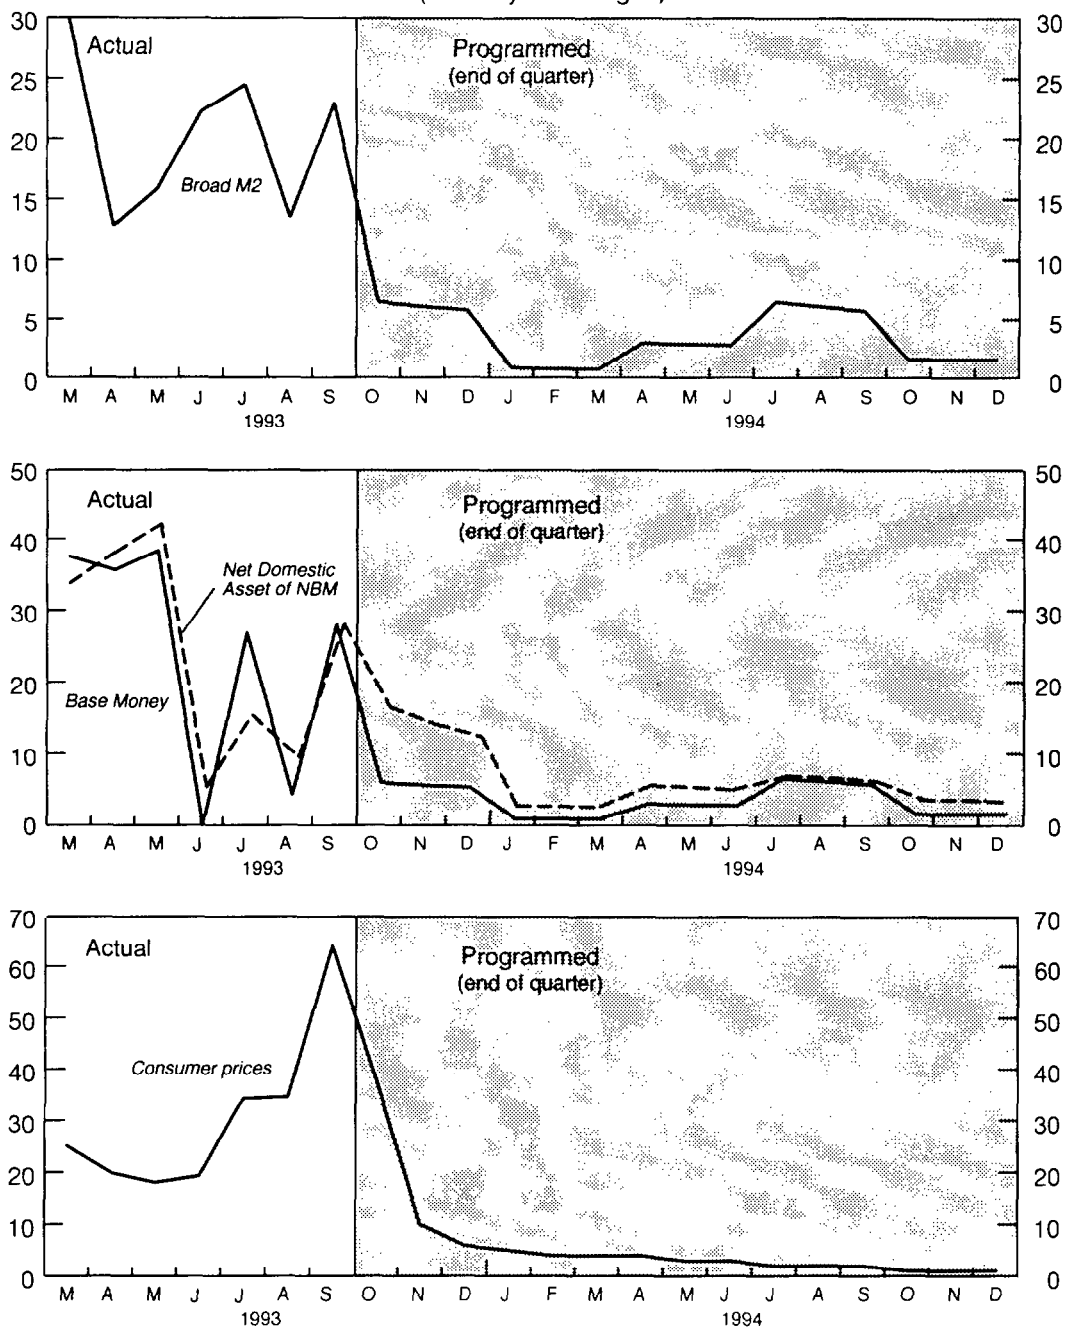 30 30
Actual Programmed
(end of quarter)
25 25
20 20
Broad M2
15 15
10 10
5 5
0 0
M A M J J A S O N D J F M A M J J A S O N D
1993 1994
50 50
Actual Programmed
(end of quarter)
40 40
Net Domestic
Asset of NBM
30 30
20 20
Base Money
10 10
0 0
M A M J J A S O N D J F M A M J J A S O N D
1993 1994
70 70
Actual Programmed
(end of quarter)
60 60
50 50
Consumer prices
40 40
30 30
20 20
10 10
0 0
M A M J J A S O N D J F M A M J J A S O N D
1993 1994